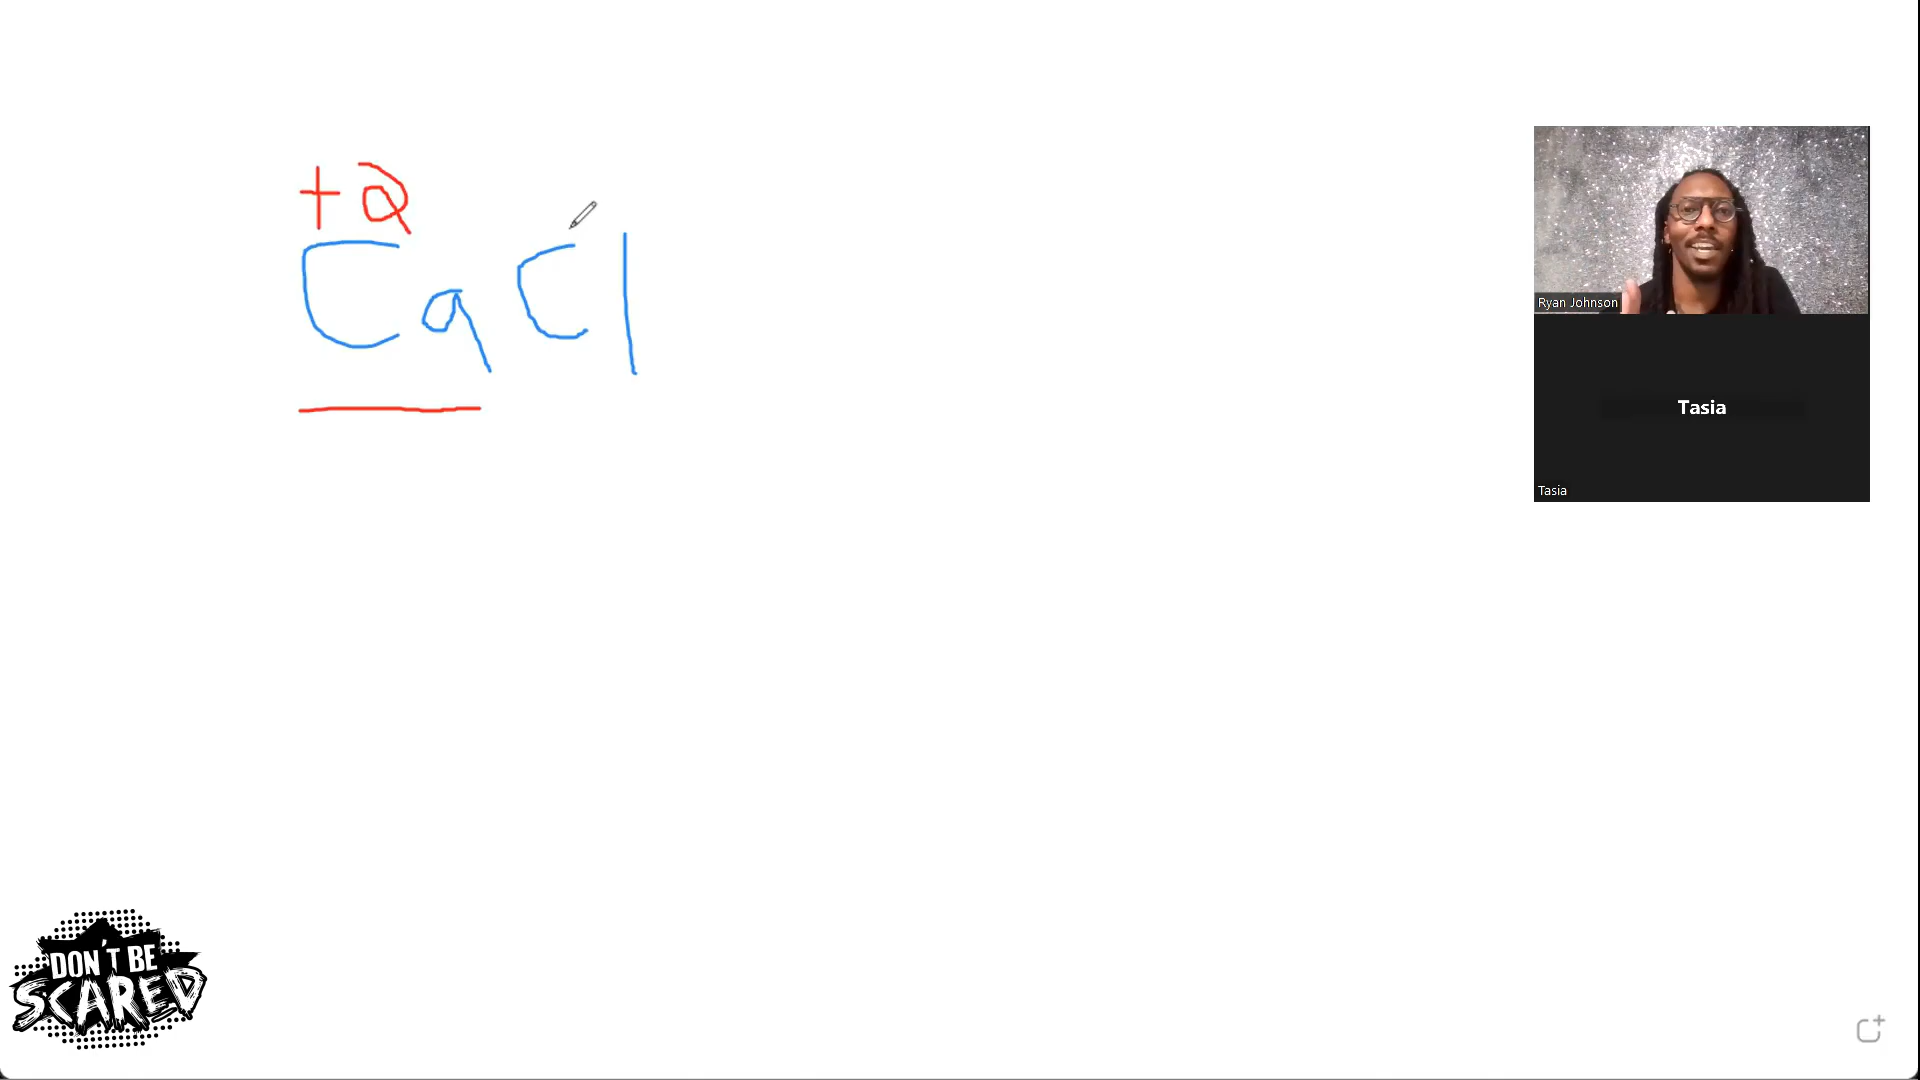 +2
CaCl
Ryan Johnson
Tasia
Tasia
DON'T BE
SCARED